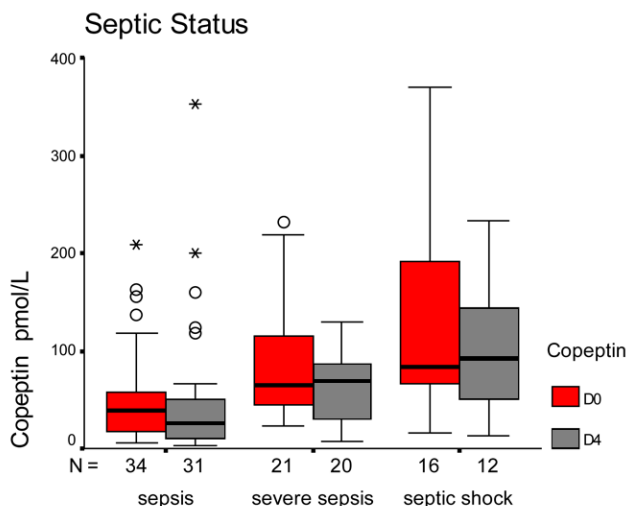 Septic Status
400
300
200
100
0
Copeptin pmol/L
N = 34 31 21 20 16 12
sepsis severe sepsis septic shock
Copeptin
D0
D4